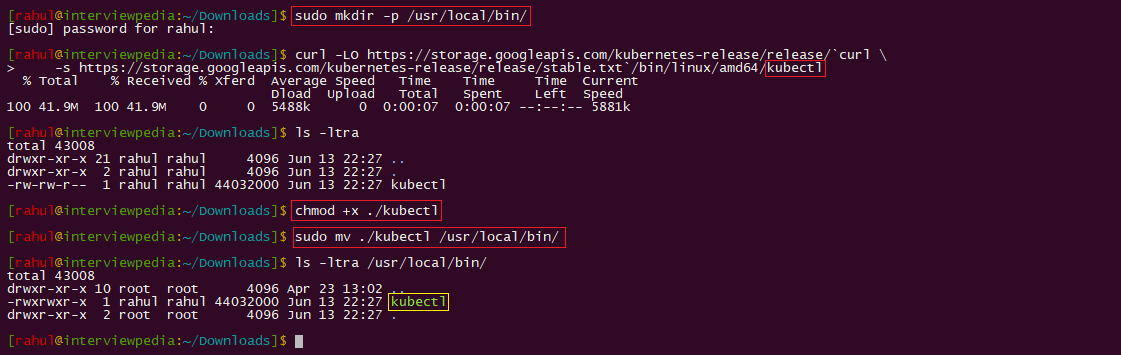 [rahul@interviewpedia:~/Downloads]$ sudo mkdir -p /usr/local/bin/
[sudo] password for rahul:
[rahul@interviewpedia:~/Downloads]$ curl -LO https://storage.googleapis.com/kubernetes-release/release/`curl \
>     -s https://storage.googleapis.com/kubernetes-release/release/stable.txt`/bin/linux/amd64/kubectl
  % Total    % Received % Xferd  Average Speed   Time    Time     Time  Current
                                 Dload  Upload   Total   Spent    Left  Speed
100 41.9M  100 41.9M    0     0  5488k      0  0:00:07  0:00:07 --:--:-- 5881k
[rahul@interviewpedia:~/Downloads]$ ls -ltra
total 43008
drwxr-xr-x 21 rahul rahul     4096 Jun 13 22:27 ..
drwxr-xr-x  2 rahul rahul     4096 Jun 13 22:27 .
-rw-rw-r--  1 rahul rahul 44032000 Jun 13 22:27 kubectl
[rahul@interviewpedia:~/Downloads]$ chmod +x ./kubectl
[rahul@interviewpedia:~/Downloads]$ sudo mv ./kubectl /usr/local/bin/
[rahul@interviewpedia:~/Downloads]$ ls -ltra /usr/local/bin/
total 43008
drwxr-xr-x 10 root  root      4096 Apr 23 13:02 ..
-rwxrwxr-x  1 rahul rahul 44032000 Jun 13 22:27 kubectl
drwxr-xr-x  2 root  root      4096 Jun 13 22:27 .
[rahul@interviewpedia:~/Downloads]$